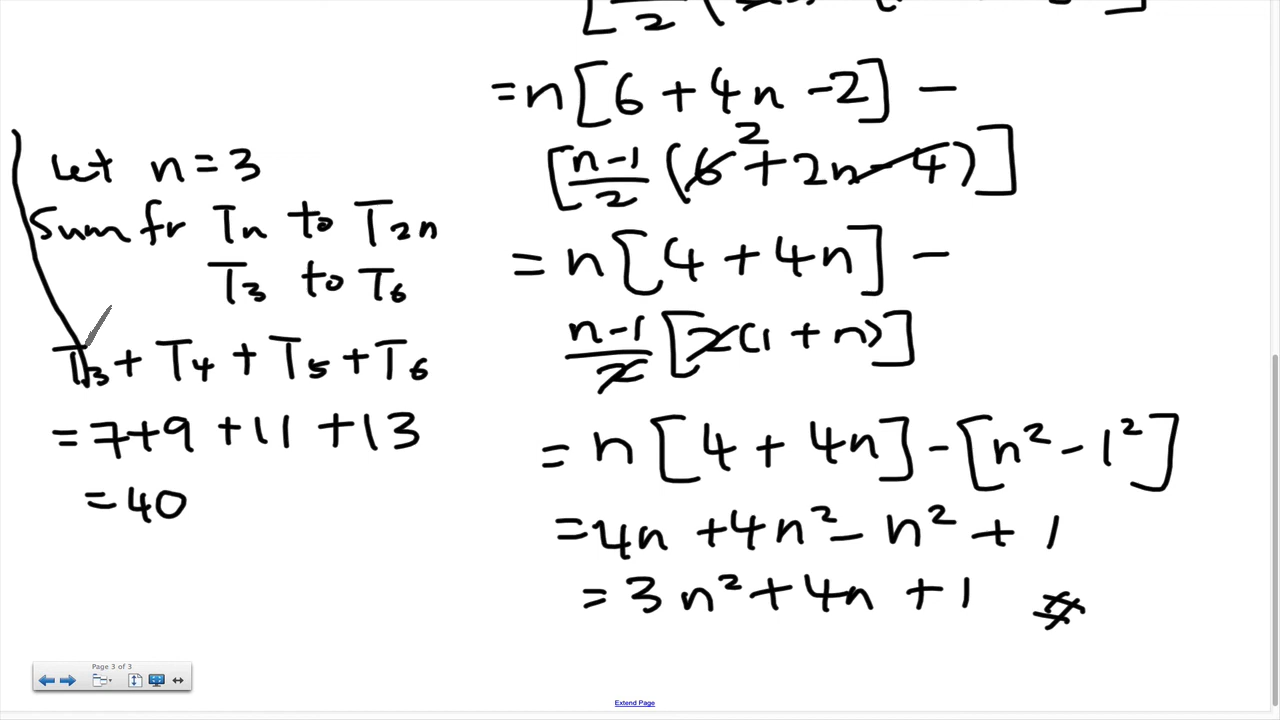 Let n = 3
Sum fr Tn to T2n
T3 to T6
T3 + T4 + T5 + T6
= 7+9 +11 +13
= 40
= n[6 + 4n - 2] -
[n-1/2 (6 2 + 2n - 4)]
= n[4 + 4n] -
n-1/2 [2(1 + n)]
= n[4 + 4n] - [n² - 1²]
= 4n + 4n² - n² + 1
= 3n² + 4n + 1 #
Page 3 of 3
Extend Page